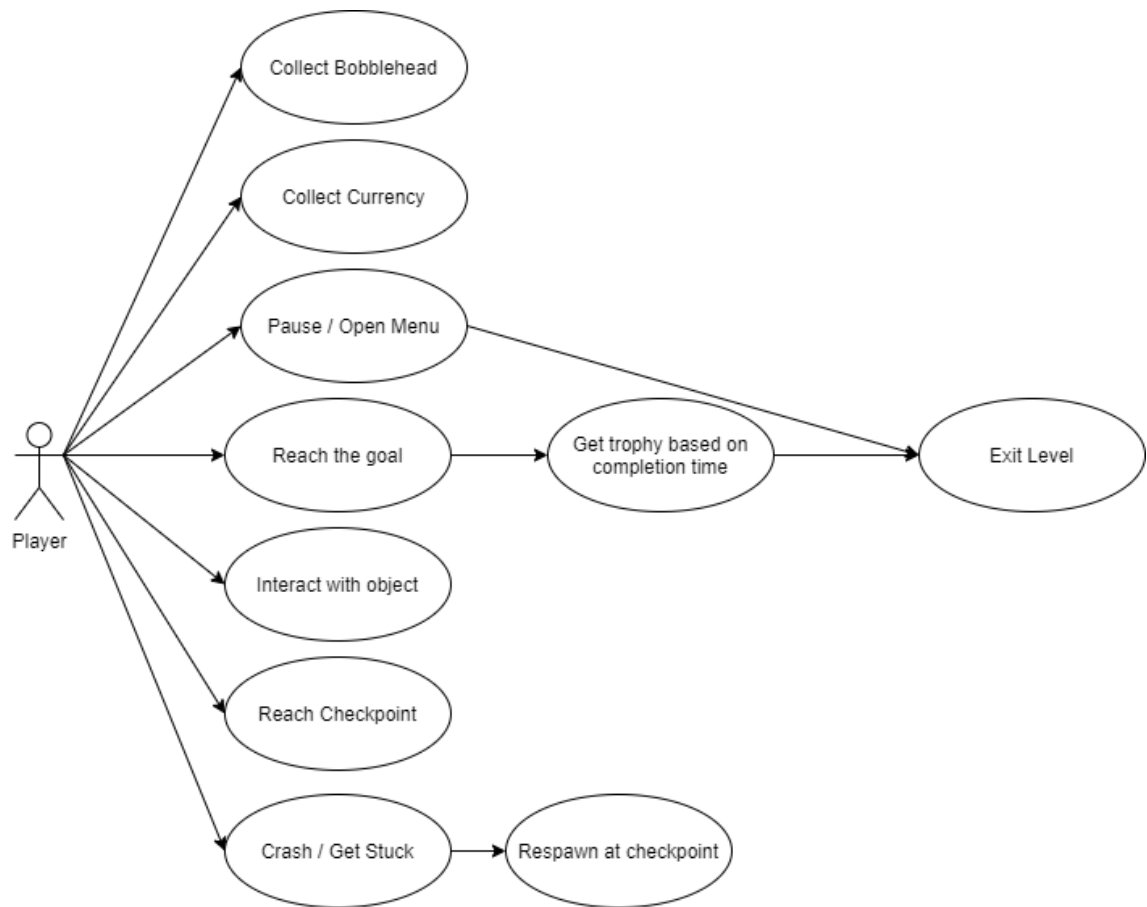 Collect Bobblehead
Collect Currency
Pause / Open Menu
Reach the goal
Get trophy based on
completion time
Exit Level
Player
Interact with object
Reach Checkpoint
Crash / Get Stuck
Respawn at checkpoint